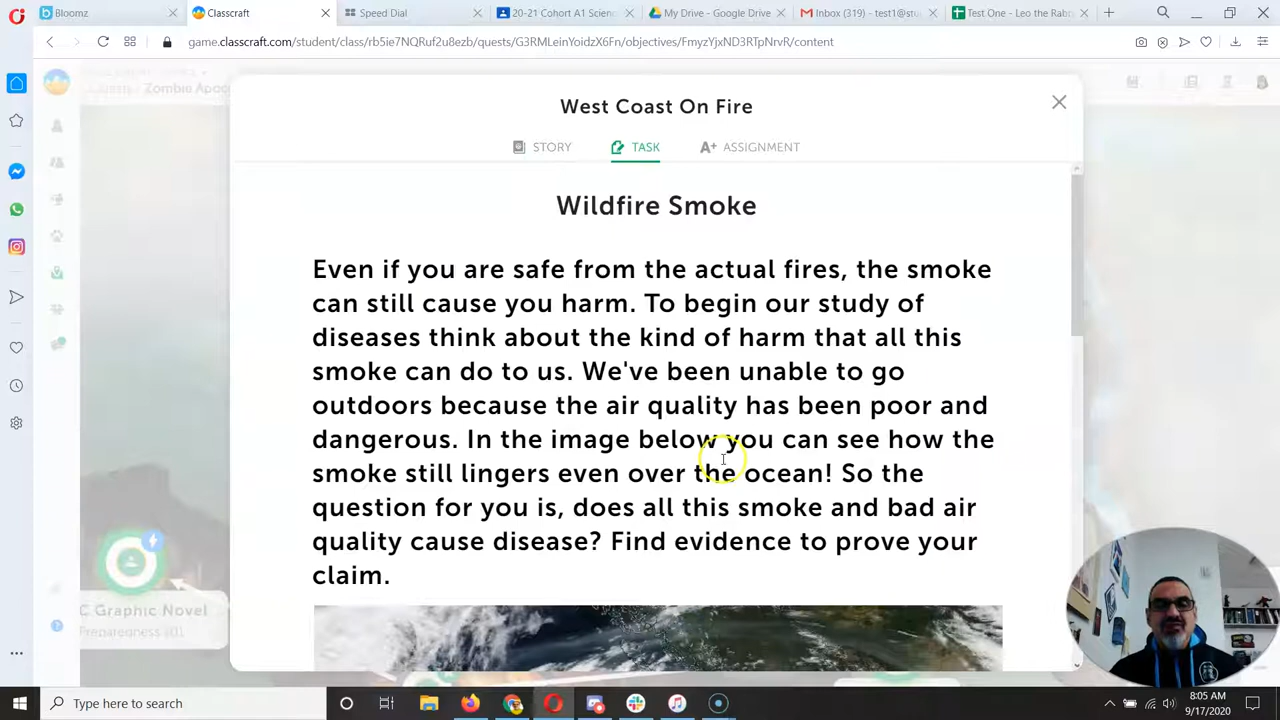 Bloomz
Classcraft
Speed Dial
20-21 Cohort A1 Scien
My Drive - Google Drive
Inbox (319) – test1@stu
Test One - Leo the Rab
game.classcraft.com/student/class/rb5ie7NQRuf2u8ezb/quests/G3RMLeinYoidzX6Fn/objectives/FmyzYjxND3RTpNrvR/content
Zombie Apoc
West Coast On Fire
STORY
TASK
A+ ASSIGNMENT
Wildfire Smoke
Even if you are safe from the actual fires, the smoke
can still cause you harm. To begin our study of
diseases think about the kind of harm that all this
smoke can do to us. We've been unable to go
outdoors because the air quality has been poor and
dangerous. In the image below you can see how the
smoke still lingers even over the ocean! So the
question for you is, does all this smoke and bad air
quality cause disease? Find evidence to prove your
claim.
C Graphic Novel
Preparedness 101)
Type here to search
8:05 AM
9/17/2020